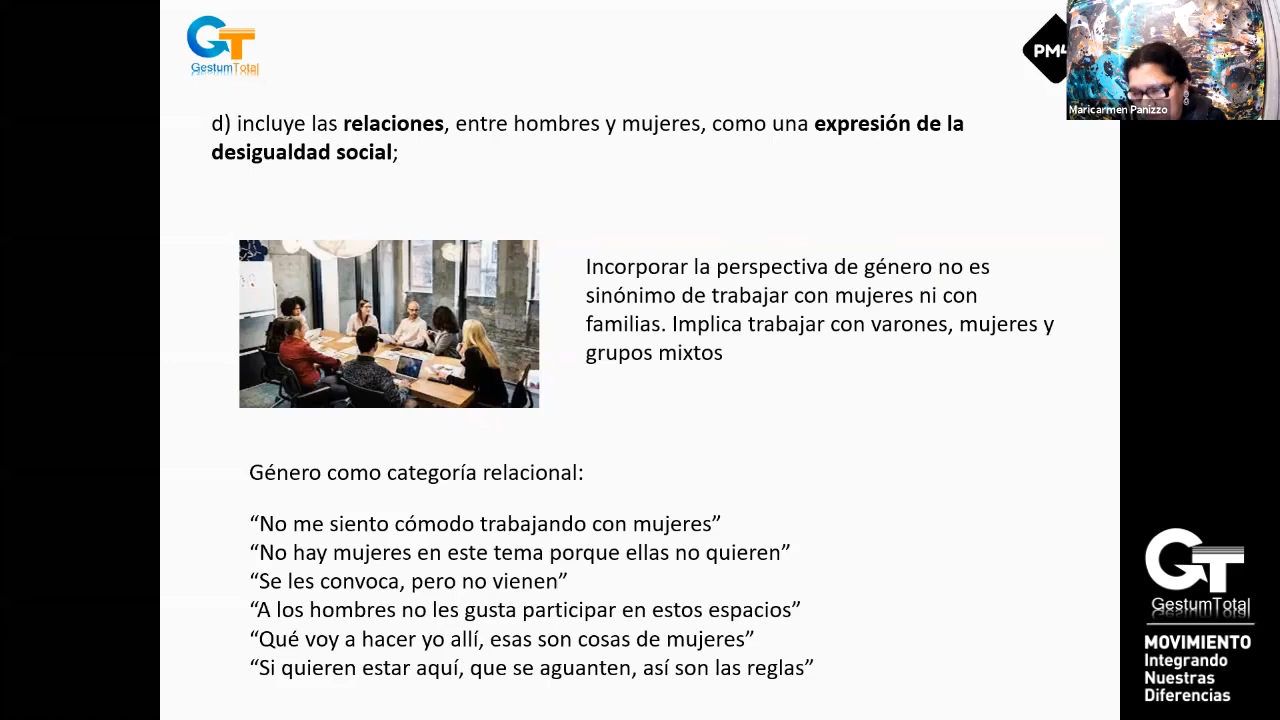 GT
GestumTotal
PM4
Maricarmen Panizzo
d) incluye las relaciones, entre hombres y mujeres, como una expresión de la
desigualdad social;
Incorporar la perspectiva de género no es
sinónimo de trabajar con mujeres ni con
familias. Implica trabajar con varones, mujeres y
grupos mixtos
Género como categoría relacional:
“No me siento cómodo trabajando con mujeres”
“No hay mujeres en este tema porque ellas no quieren”
“Se les convoca, pero no vienen”
“A los hombres no les gusta participar en estos espacios”
“Qué voy a hacer yo allí, esas son cosas de mujeres”
“Si quieren estar aquí, que se aguanten, así son las reglas”
GT
GestumTotal
MOVIMIENTO
Integrando
Nuestras
Diferencias